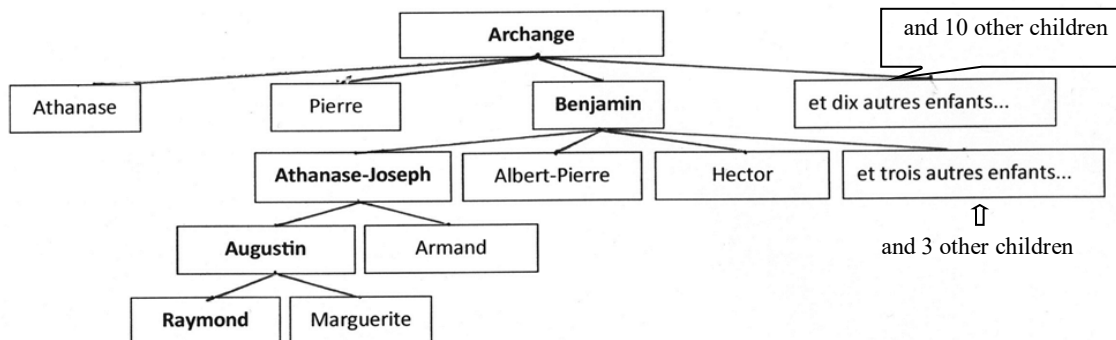 Archange
and 10 other children
Athanase
Pierre
Benjamin
et dix autres enfants...
Athanase-Joseph
Albert-Pierre
Hector
et trois autres enfants...
and 3 other children
Augustin
Armand
Raymond
Marguerite